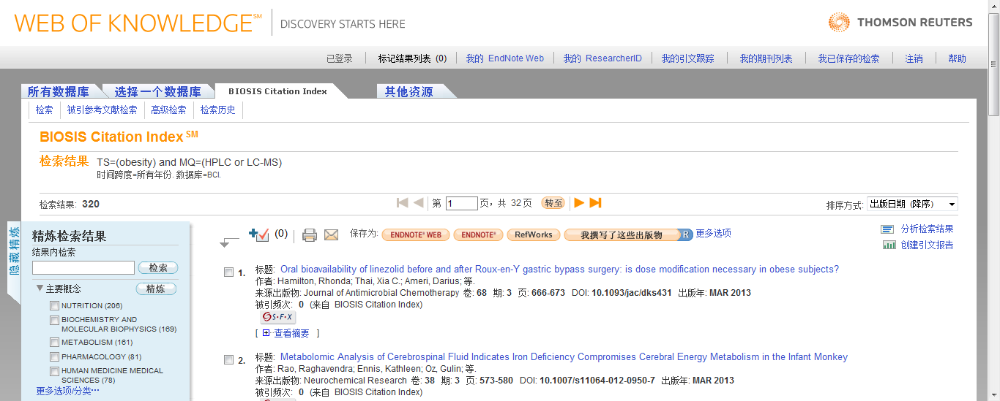 WEB OF KNOWLEDGE SM DISCOVERY STARTS HERE THOMSON REUTERS
已登录 标记结果列表 (0) 我的 EndNote Web 我的 ResearcherID 我的引文跟踪 我的期刊列表 我已保存的检索 注销 帮助
所有数据库 选择一个数据库 BIOSIS Citation Index 其他资源
检索 被引参考文献检索 高级检索 检索历史
BIOSIS Citation Index SM
检索结果 TS=(obesity) and MQ=(HPLC or LC-MS)
时间跨度=所有年份. 数据库=BCI.
检索结果: 320 第 1 页，共 32 页 转至 排序方式: 出版日期 (降序)
隐藏精炼
精炼检索结果
结果内检索
检索
主要概念 精炼
NUTRITION (206)
BIOCHEMISTRY AND
MOLECULAR BIOPHYSICS (169)
METABOLISM (161)
PHARMACOLOGY (81)
HUMAN MEDICINE MEDICAL
SCIENCES (78)
更多选项/分类…
(0) 保存为: ENDNOTE® WEB ENDNOTE® RefWorks 我撰写了这些出版物 R 更多选项
分析检索结果
创建引文报告
1. 标题: Oral bioavailability of linezolid before and after Roux-en-Y gastric bypass surgery: is dose modification necessary in obese subjects?
作者: Hamilton, Rhonda; Thai, Xia C.; Ameri, Darius; 等.
来源出版物: Journal of Antimicrobial Chemotherapy 卷: 68 期: 3 页: 666-673 DOI: 10.1093/jac/dks431 出版年: MAR 2013
被引频次: 0 (来自 BIOSIS Citation Index)
S·F·X
[ 查看摘要 ]
2. 标题: Metabolomic Analysis of Cerebrospinal Fluid Indicates Iron Deficiency Compromises Cerebral Energy Metabolism in the Infant Monkey
作者: Rao, Raghavendra; Ennis, Kathleen; Oz, Gulin; 等.
来源出版物: Neurochemical Research 卷: 38 期: 3 页: 573-580 DOI: 10.1007/s11064-012-0950-7 出版年: MAR 2013
被引频次: 0 (来自 BIOSIS Citation Index)